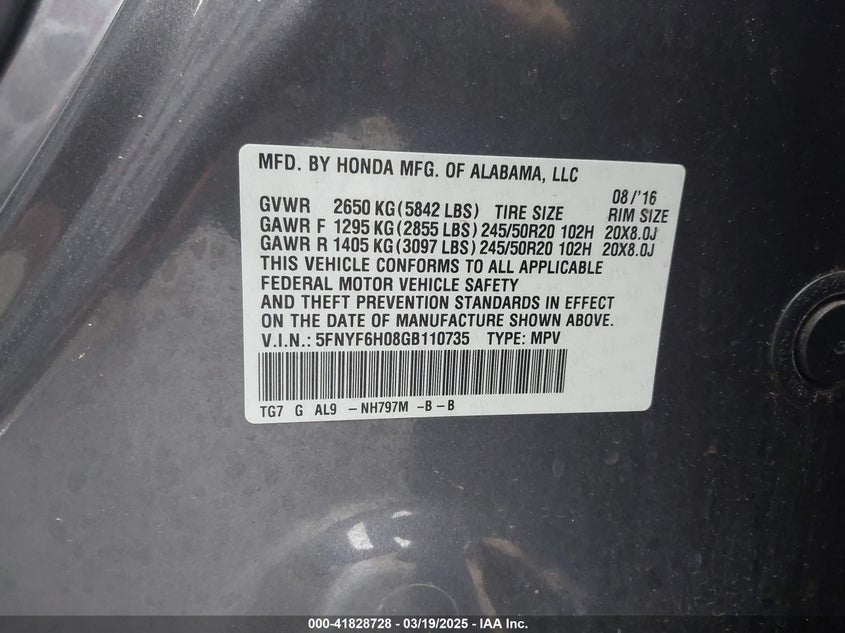 MFD. BY HONDA MFG. OF ALABAMA, LLC
08/'16
GVWR 2650 KG (5842 LBS) TIRE SIZE RIM SIZE
GAWR F 1295 KG (2855 LBS) 245/50R20 102H 20X8.0J
GAWR R 1405 KG (3097 LBS) 245/50R20 102H 20X8.0J
THIS VEHICLE CONFORMS TO ALL APPLICABLE
FEDERAL MOTOR VEHICLE SAFETY
AND THEFT PREVENTION STANDARDS IN EFFECT
ON THE DATE OF MANUFACTURE SHOWN ABOVE.
V.I.N.: 5FNYF6H08GB110735 TYPE: MPV
TG7 G AL9 -NH797M -B-B
000-41828728 - 03/19/2025 - IAA Inc.